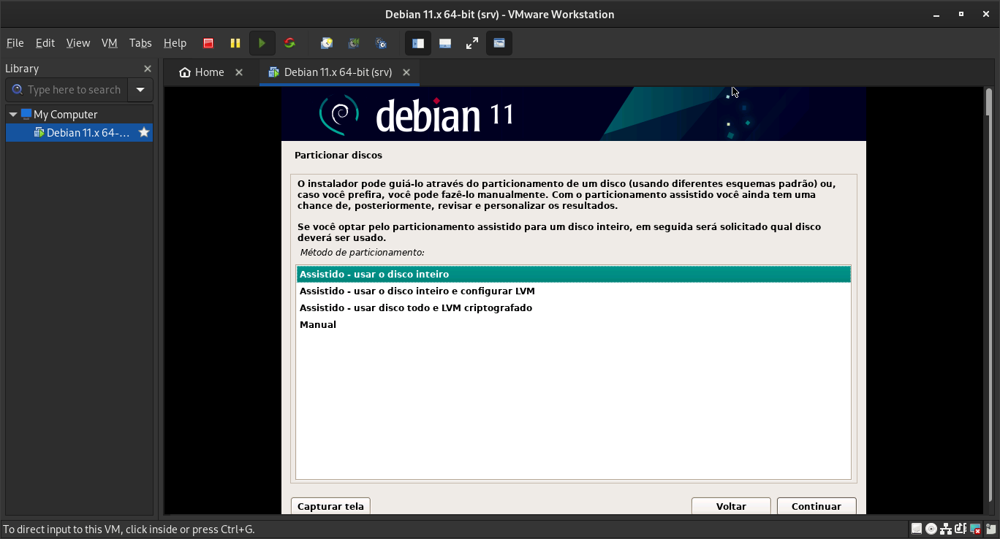 Debian 11.x 64-bit (srv) - VMware Workstation
File Edit View VM Tabs Help
Library
Home
Debian 11.x 64-bit (srv)
Type here to search
My Computer
Debian 11.x 64-...
debian 11
Particionar discos
O instalador pode guiá-lo através do particionamento de um disco (usando diferentes esquemas padrão) ou,
caso você prefira, você pode fazê-lo manualmente. Com o particionamento assistido você ainda tem uma
chance de, posteriormente, revisar e personalizar os resultados.
Se você optar pelo particionamento assistido para um disco inteiro, em seguida será solicitado qual disco
deverá ser usado.
Método de particionamento:
Assistido - usar o disco inteiro
Assistido - usar o disco inteiro e configurar LVM
Assistido - usar disco todo e LVM criptografado
Manual
Capturar tela
Voltar
Continuar
To direct input to this VM, click inside or press Ctrl+G.